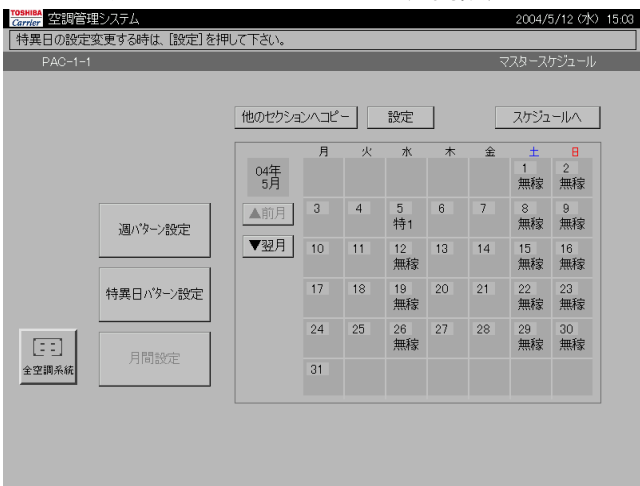 TOSHIBA
Carrier 空調管理システム 2004/5/12 (水) 15:03
特異日の設定変更する時は、[設定]を押して下さい。
PAC-1-1 マスタースケジュール
他のセクションへコピー 設定 スケジュールへ
月 火 水 木 金 土 日
04年
5月
1 2
無稼 無稼
▲前月 3 4 5 6 7 8 9
特1 無稼 無稼
▼翌月 10 11 12 13 14 15 16
無稼 無稼 無稼
17 18 19 20 21 22 23
無稼 無稼 無稼
24 25 26 27 28 29 30
無稼 無稼 無稼
31
週パターン設定
特異日パターン設定
月間設定
全空調系統